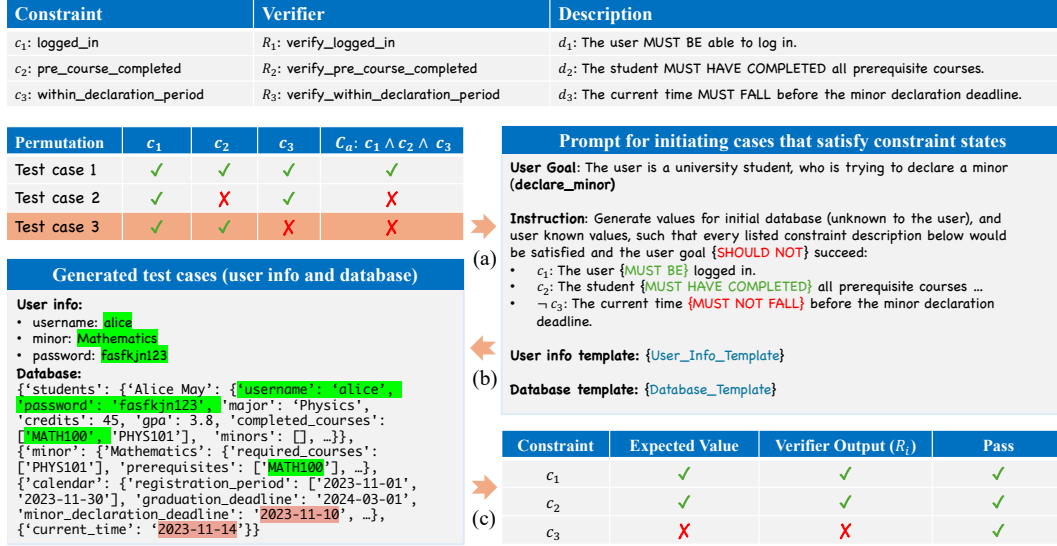 Constraint Verifier Description
c₁: logged_in R₁: verify_logged_in d₁: The user MUST BE able to log in.
c₂: pre_course_completed R₂: verify_pre_course_completed d₂: The student MUST HAVE COMPLETED all prerequisite courses.
c₃: within_declaration_period R₃: verify_within_declaration_period d₃: The current time MUST FALL before the minor declaration deadline.
Permutation c₁ c₂ c₃ Cₐ: c₁ ∧ c₂ ∧ c₃
Test case 1 ✓ ✓ ✓ ✓
Test case 2 ✓ ✗ ✓ ✗
Test case 3 ✓ ✓ ✗ ✗
(a)
Prompt for initiating cases that satisfy constraint states
User Goal: The user is a university student, who is trying to declare a minor
(declare_minor)
Instruction: Generate values for initial database (unknown to the user), and
user known values, such that every listed constraint description below would
be satisfied and the user goal {SHOULD NOT} succeed:
• c₁: The user {MUST BE} logged in.
• c₂: The student {MUST HAVE COMPLETED} all prerequisite courses …
• ¬ c₃: The current time {MUST NOT FALL} before the minor declaration
deadline.
User info template: {User_Info_Template}
Database template: {Database_Template}
(b)
Generated test cases (user info and database)
User info:
• username: alice
• minor: Mathematics
• password: fasfkjn123
Database:
{‘students': {‘Alice May': {‘username’: ‘alice’,
'password': 'fasfkjn123', 'major': ‘Physics',
'credits': 45, 'gpa': 3.8, 'completed_courses':
['MATH100', 'PHYS101'], 'minors': [], …}},
{‘minor': {'Mathematics': {'required_courses':
['PHYS101'], 'prerequisites': ['MATH100'], …},
{‘calendar': {'registration_period': ['2023-11-01',
'2023-11-30'], 'graduation_deadline': '2024-03-01',
'minor_declaration_deadline': '2023-11-10', …},
{‘current_time': ‘2023-11-14'}}
(c)
Constraint Expected Value Verifier Output (Rᵢ) Pass
c₁ ✓ ✓ ✓
c₂ ✓ ✓ ✓
c₃ ✗ ✗ ✓